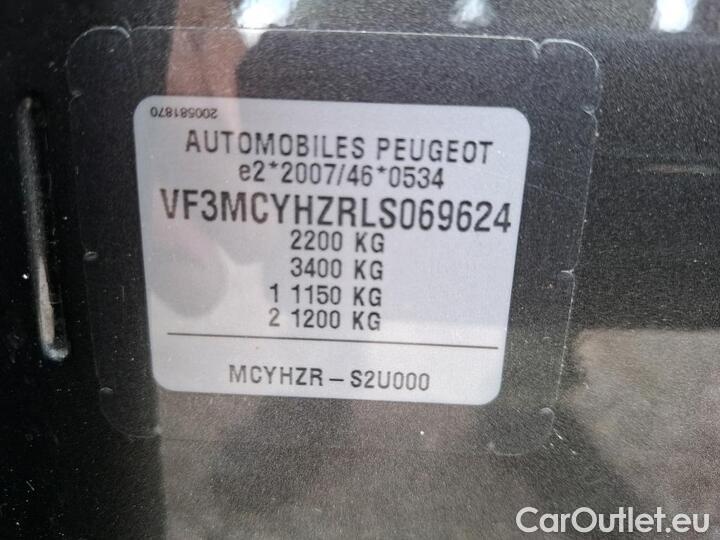 200581870
AUTOMOBILES PEUGEOT
e2*2007/46*0534
VF3MCYHZRLS069624
2200 KG
3400 KG
1 1150 KG
2 1200 KG
MCYHZR – S2U000
CarOutlet.eu